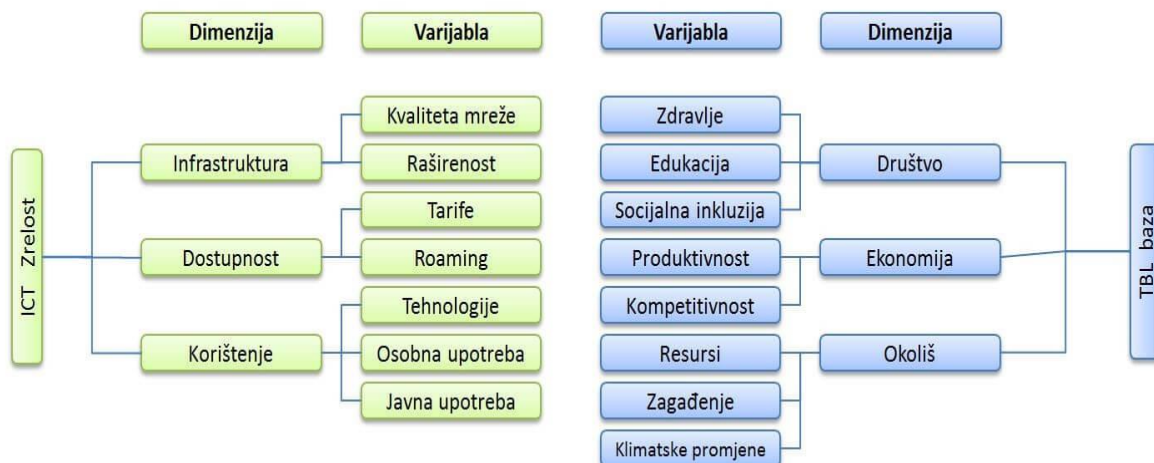 Dimenzija Varijabla Varijabla Dimenzija
Kvaliteta mreže Zdravlje
Infrastruktura Raširenost Edukacija Društvo
Tarife Socijalna inkluzija
ICT Zrelost Dostupnost Roaming Produktivnost Ekonomija TBL baza
Tehnologije Kompetitivnost
Korištenje Osobna upotreba Resursi Okoliš
Javna upotreba Zagađenje
Klimatske promjene